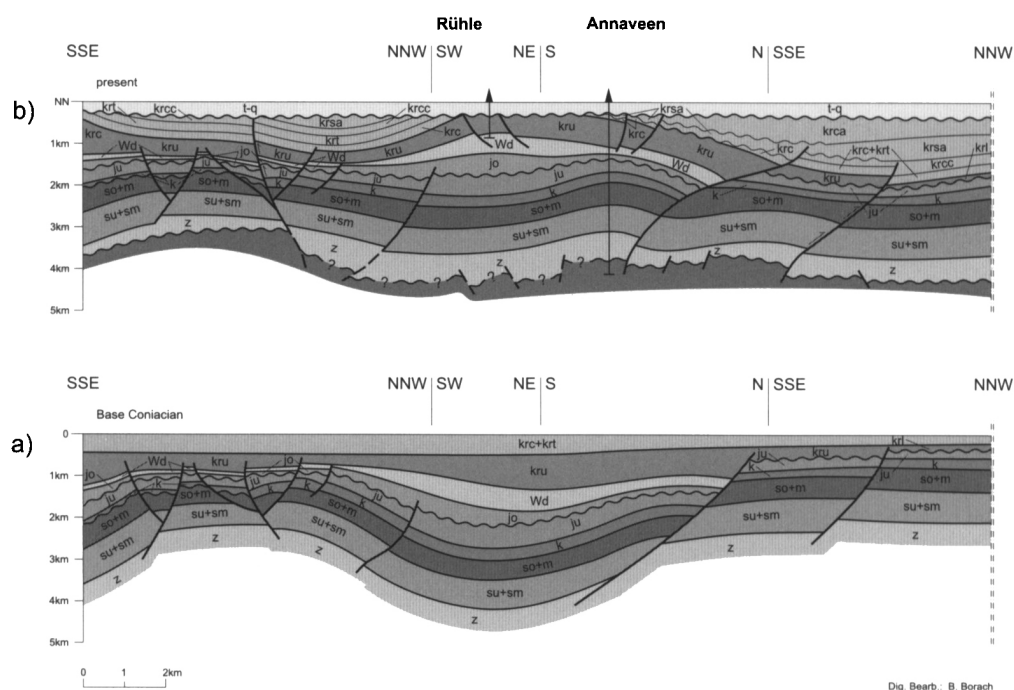 Rühle Annaveen
SSE NNW SW NE S N SSE NNW
present
b)
NN
krt krcc t-q krcc krsa t-q
krsa krca
krc krt krc kru krc krsa
1km
Wd kru jo kru Wd Wd kru krc krc+krt krcc krl
ju ju jo ju Wd kru
2km
so+m k so+m k k k k so+m ju so+m
so+m so+m
su+sm su+sm su+sm su+sm su+sm
3km
z z z z
4km
? ? ? ? ? ? ?
5km
SSE NNW SW NE S N SSE NNW
Base Coniacian
a)
0
krc+krt krl
Wd kru jo kru ju kru
1km
jo ju k so+m k k ju Wd k so+m ju k so+m
2km
so+m su+sm so+m jo ju su+sm su+sm
su+sm z su+sm k z z
3km
z z so+m
su+sm
4km
z
5km
0 1 2km
Dig. Bearb.: B. Borach